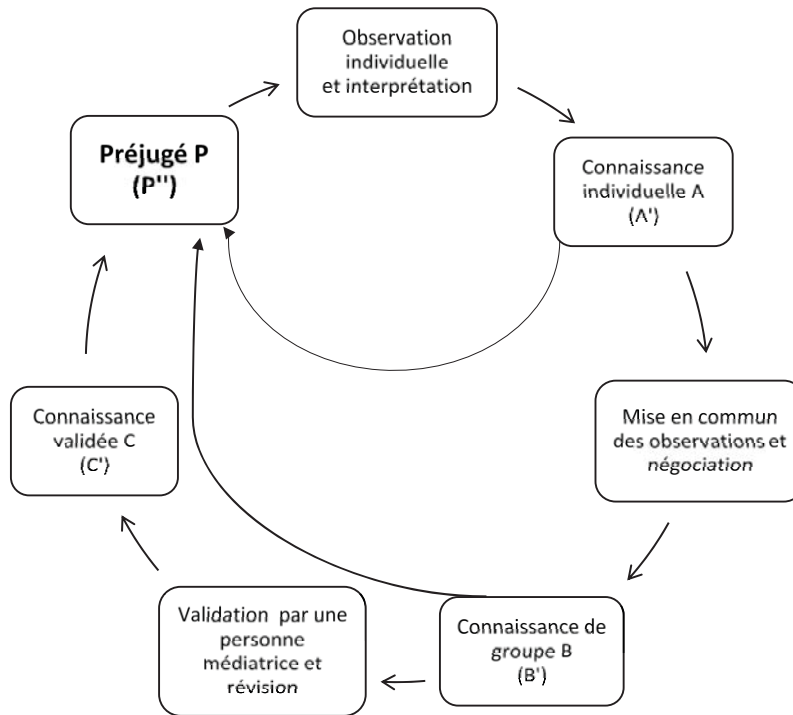 Observation
individuelle
et interprétation
Préjugé P
(P'')
Connaissance
individuelle A
(A')
Mise en commun
des observations et
négociation
Connaissance de
groupe B
(B')
Validation par une
personne
médiatrice et
révision
Connaissance
validée C
(C')